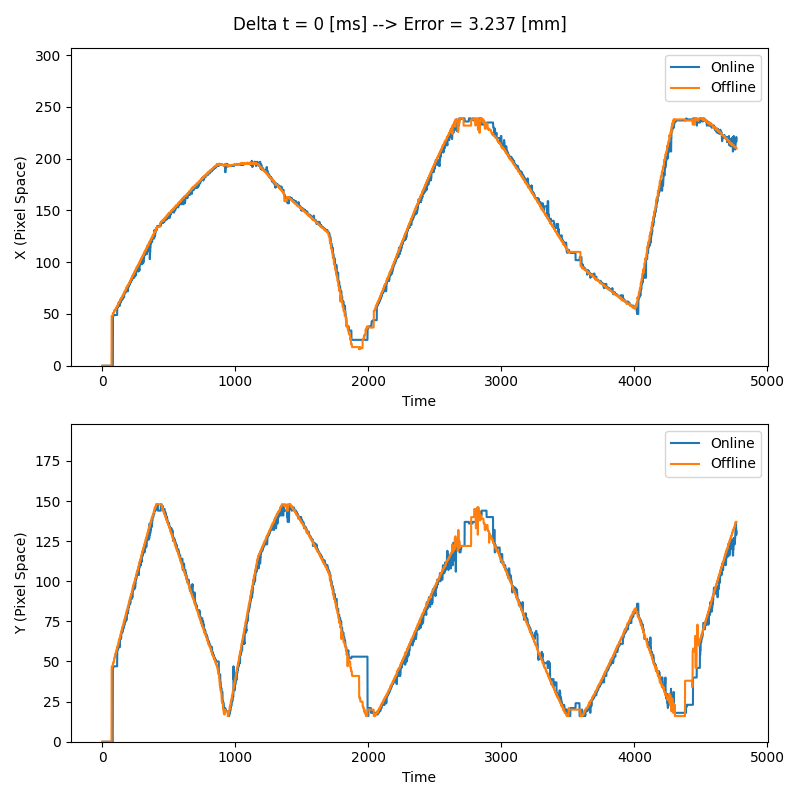 Delta t = 0 [ms] --> Error = 3.237 [mm]
300
250
200
150
100
50
0
X (Pixel Space)
Online
Offline
0 1000 2000 3000 4000 5000
Time
175
150
125
100
75
50
25
0
Y (Pixel Space)
Online
Offline
0 1000 2000 3000 4000 5000
Time